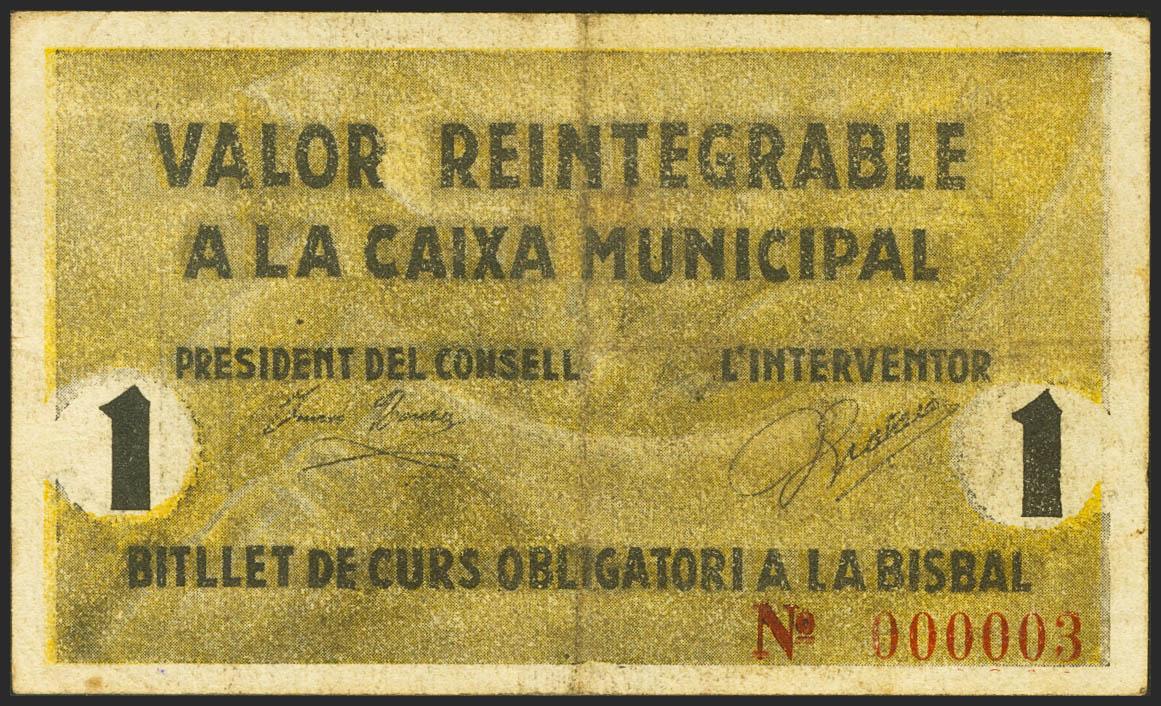 VALOR REINTEGRABLE
A LA CAIXA MUNICIPAL
PRESIDENT DEL CONSELL L'INTERVENTOR
1 1
BITLLET DE CURS OBLIGATORI A LA BISBAL
Nº 000003